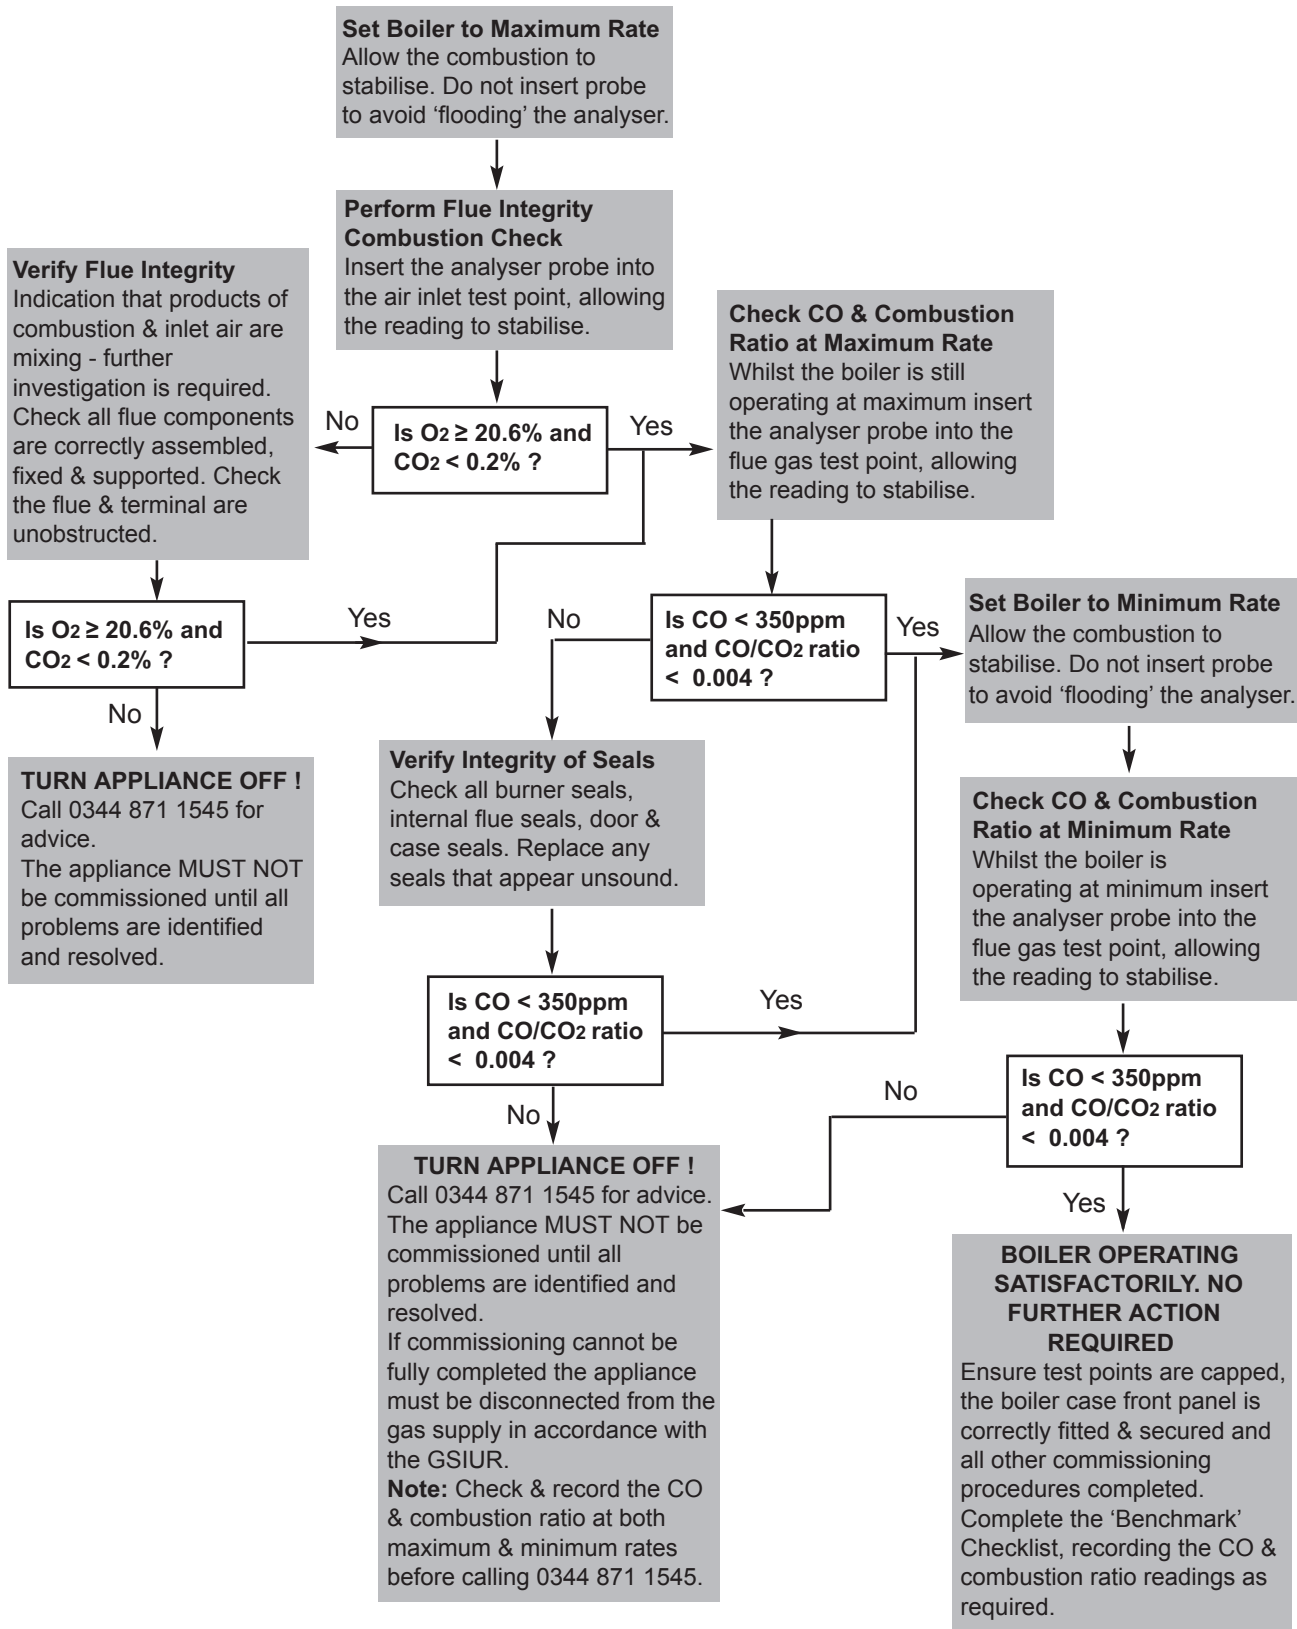 Set Boiler to Maximum Rate
Allow the combustion to
stabilise. Do not insert probe
to avoid ‘flooding’ the analyser.
Perform Flue Integrity
Combustion Check
Insert the analyser probe into
the air inlet test point, allowing
the reading to stabilise.
Verify Flue Integrity
Indication that products of
combustion & inlet air are
mixing - further
investigation is required.
Check all flue components
are correctly assembled,
fixed & supported. Check
the flue & terminal are
unobstructed.
No
Is O2 ≥ 20.6% and
CO2 < 0.2% ?
Yes
Check CO & Combustion
Ratio at Maximum Rate
Whilst the boiler is still
operating at maximum insert
the analyser probe into the
flue gas test point, allowing
the reading to stabilise.
Is O2 ≥ 20.6% and
CO2 < 0.2% ?
Yes
No
TURN APPLIANCE OFF !
Call 0344 871 1545 for
advice.
The appliance MUST NOT
be commissioned until all
problems are identified
and resolved.
No
Is CO < 350ppm
and CO/CO2 ratio
< 0.004 ?
Yes
Set Boiler to Minimum Rate
Allow the combustion to
stabilise. Do not insert probe
to avoid ‘flooding’ the analyser.
Verify Integrity of Seals
Check all burner seals,
internal flue seals, door &
case seals. Replace any
seals that appear unsound.
Check CO & Combustion
Ratio at Minimum Rate
Whilst the boiler is
operating at minimum insert
the analyser probe into the
flue gas test point, allowing
the reading to stabilise.
Is CO < 350ppm
and CO/CO2 ratio
< 0.004 ?
Yes
No
Is CO < 350ppm
and CO/CO2 ratio
< 0.004 ?
No
Yes
TURN APPLIANCE OFF !
Call 0344 871 1545 for advice.
The appliance MUST NOT be
commissioned until all
problems are identified and
resolved.
If commissioning cannot be
fully completed the appliance
must be disconnected from the
gas supply in accordance with
the GSIUR.
Note: Check & record the CO
& combustion ratio at both
maximum & minimum rates
before calling 0344 871 1545.
BOILER OPERATING
SATISFACTORILY. NO
FURTHER ACTION
REQUIRED
Ensure test points are capped,
the boiler case front panel is
correctly fitted & secured and
all other commissioning
procedures completed.
Complete the ‘Benchmark’
Checklist, recording the CO &
combustion ratio readings as
required.